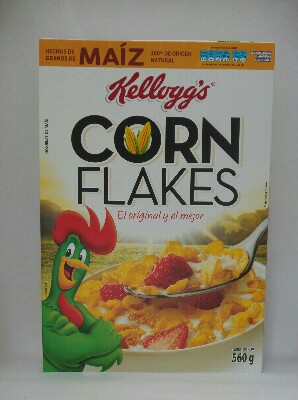 HECHOS DE
GRANOS DE
MAÍZ
100% DE ORIGEN
NATURAL
Kellogg's
CORN
FLAKES
El original y el mejor
560 g